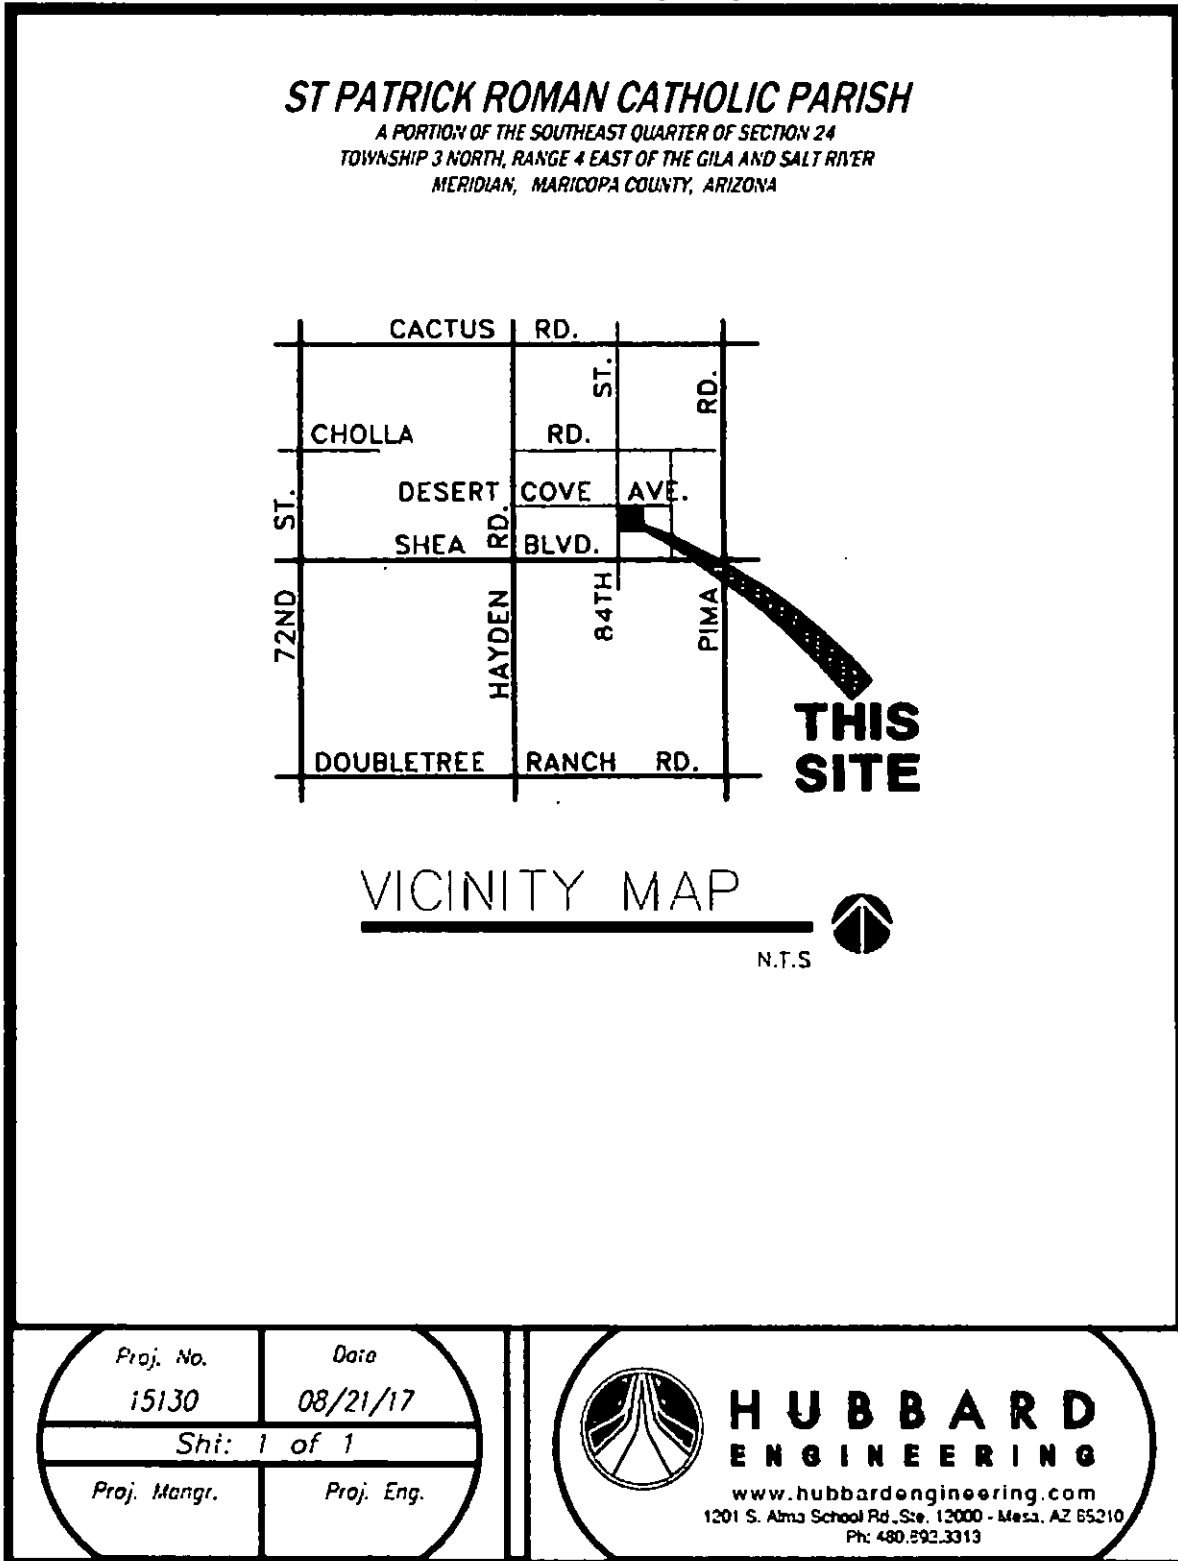 ST PATRICK ROMAN CATHOLIC PARISH
A PORTION OF THE SOUTHEAST QUARTER OF SECTION 24
TOWNSHIP 3 NORTH, RANGE 4 EAST OF THE GILA AND SALT RIVER
MERIDIAN, MARICOPA COUNTY, ARIZONA
CACTUS RD.
CHOLLA RD.
DESERT COVE AVE.
SHEA BLVD.
DOUBLETREE RANCH RD.
72ND ST.
HAYDEN RD.
84TH ST.
PIMA RD.
THIS
SITE
VICINITY MAP
N.T.S
Proj. No.
15130
Date
08/21/17
Sht: 1 of 1
Proj. Mangr.
Proj. Eng.
HUBBARD
ENGINEERING
www.hubbardengineering.com
1201 S. Alma School Rd., Ste. 12000 - Mesa, AZ
Ph: 480.892.3313